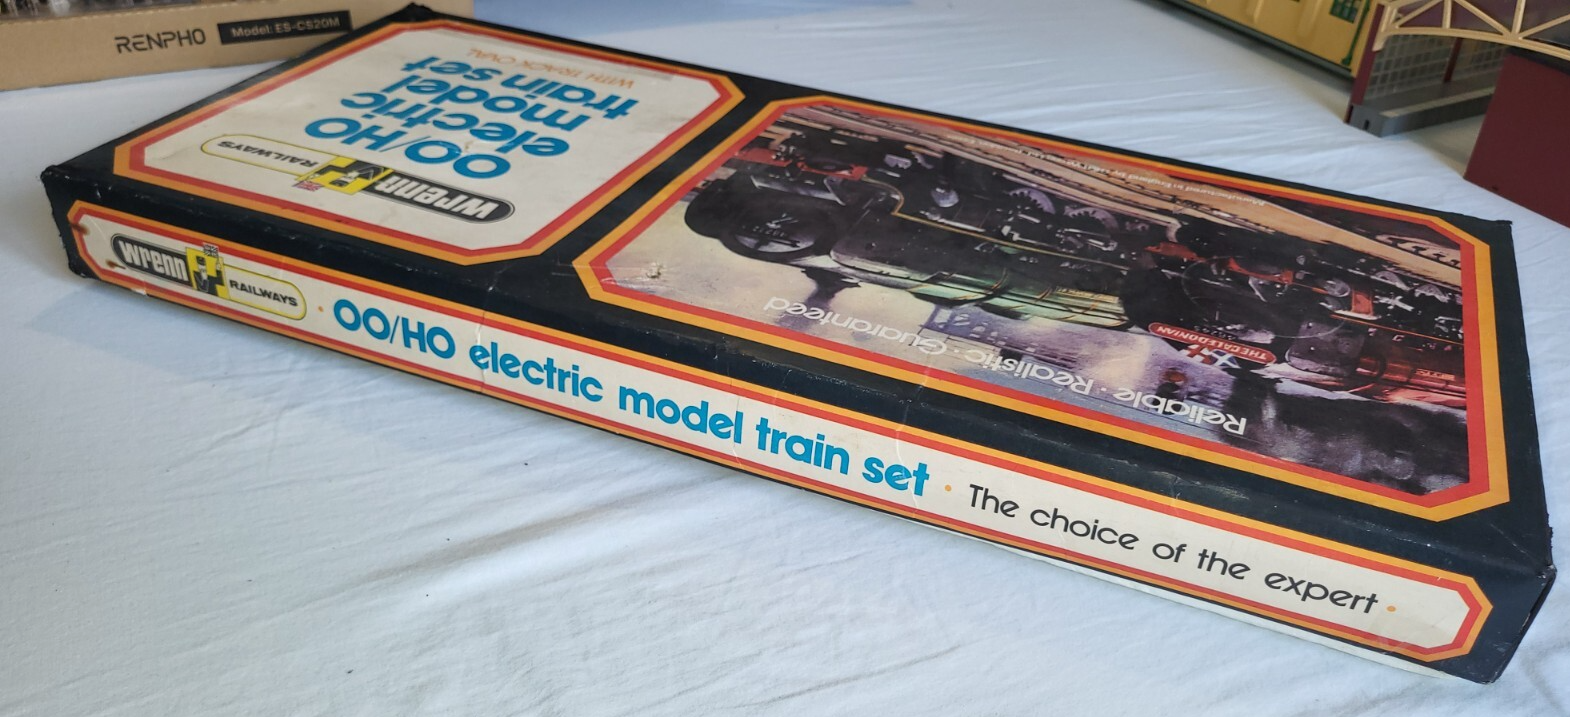 RENPHO
Model: ES-CS20M
wrenn
RAILWAYS
OO/HO
electric
model
train set
WITH TRACK OVAL
Reliable · Realistic · Guaranteed
THE CALEDONIAN
wrenn RAILWAYS · OO/HO electric model train set · The choice of the expert ·